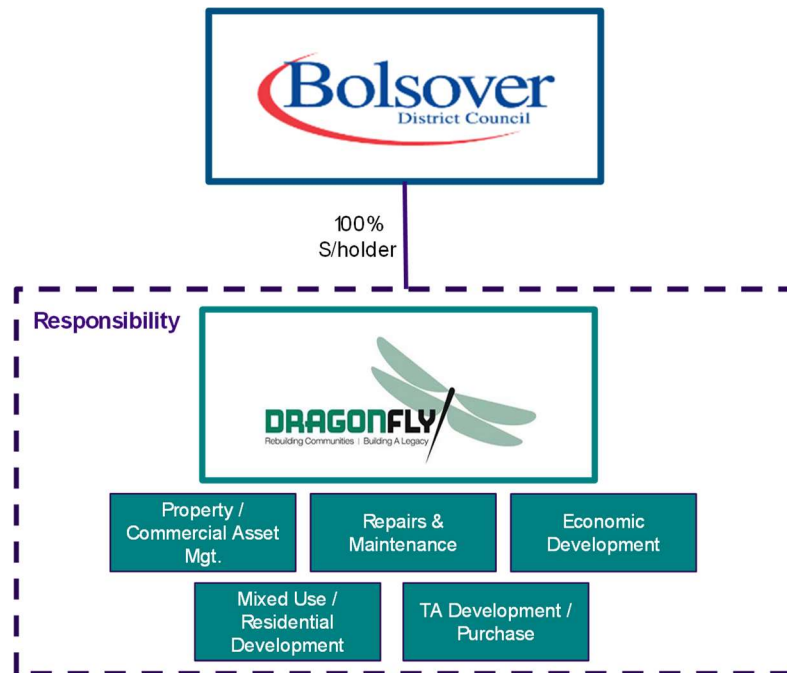 Bolsover
District Council
100%
S/holder
Responsibility
DRAGONFLY
Rebuilding Communities | Building A Legacy
Property /
Commercial Asset
Mgt.
Repairs &
Maintenance
Economic
Development
Mixed Use /
Residential
Development
TA Development /
Purchase